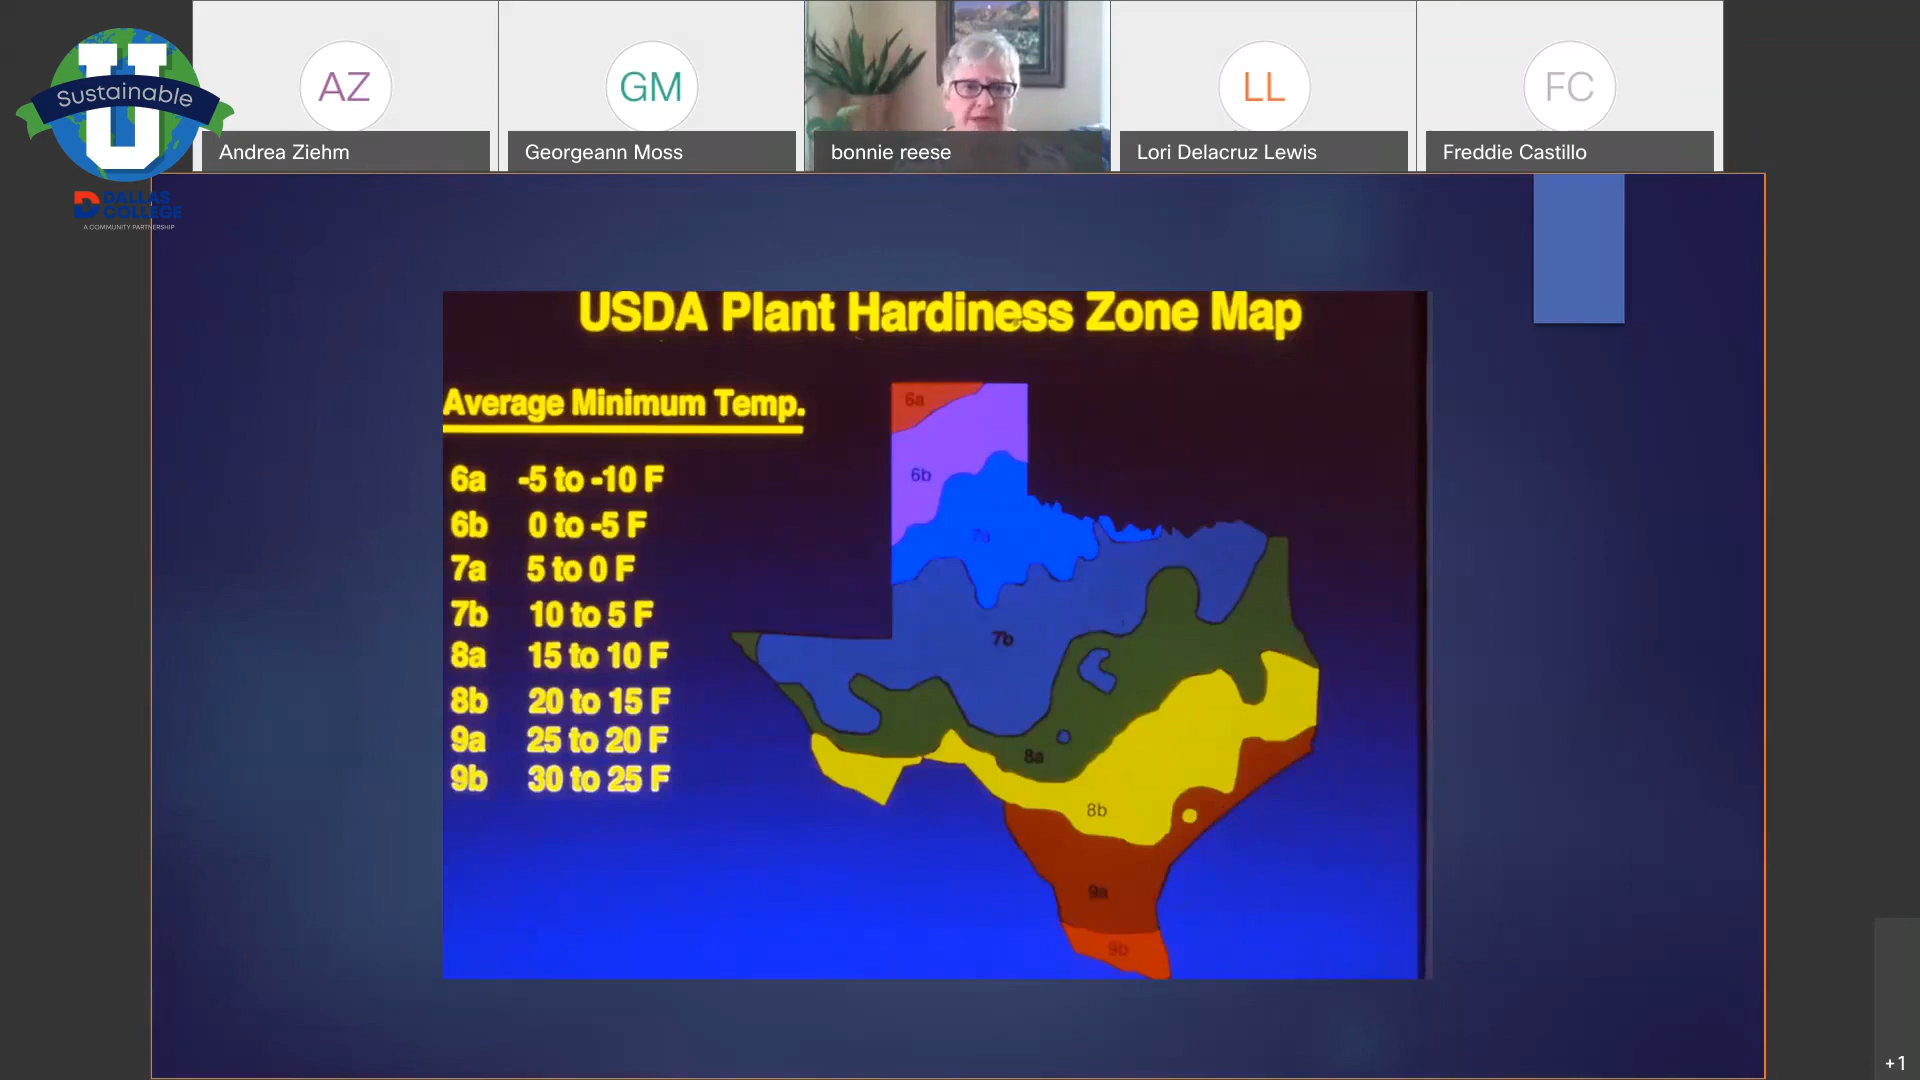 U
Sustainable
DALLAS
COLLEGE
A COMMUNITY PARTNERSHIP
AZ
Andrea Ziehm
GM
Georgeann Moss
bonnie reese
LL
Lori Delacruz Lewis
FC
Freddie Castillo
USDA Plant Hardiness Zone Map
Average Minimum Temp.
6a -5 to -10 F
6b 0 to -5 F
7a 5 to 0 F
7b 10 to 5 F
8a 15 to 10 F
8b 20 to 15 F
9a 25 to 20 F
9b 30 to 25 F
6a
6b
7a
7b
8a
8b
9a
9b
+1